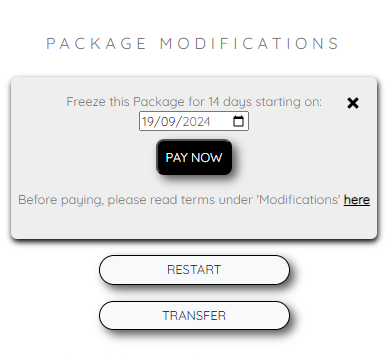 PACKAGE MODIFICATIONS
Freeze this Package for 14 days starting on:
19/09/2024
PAY NOW
Before paying, please read terms under 'Modifications' here
RESTART
TRANSFER